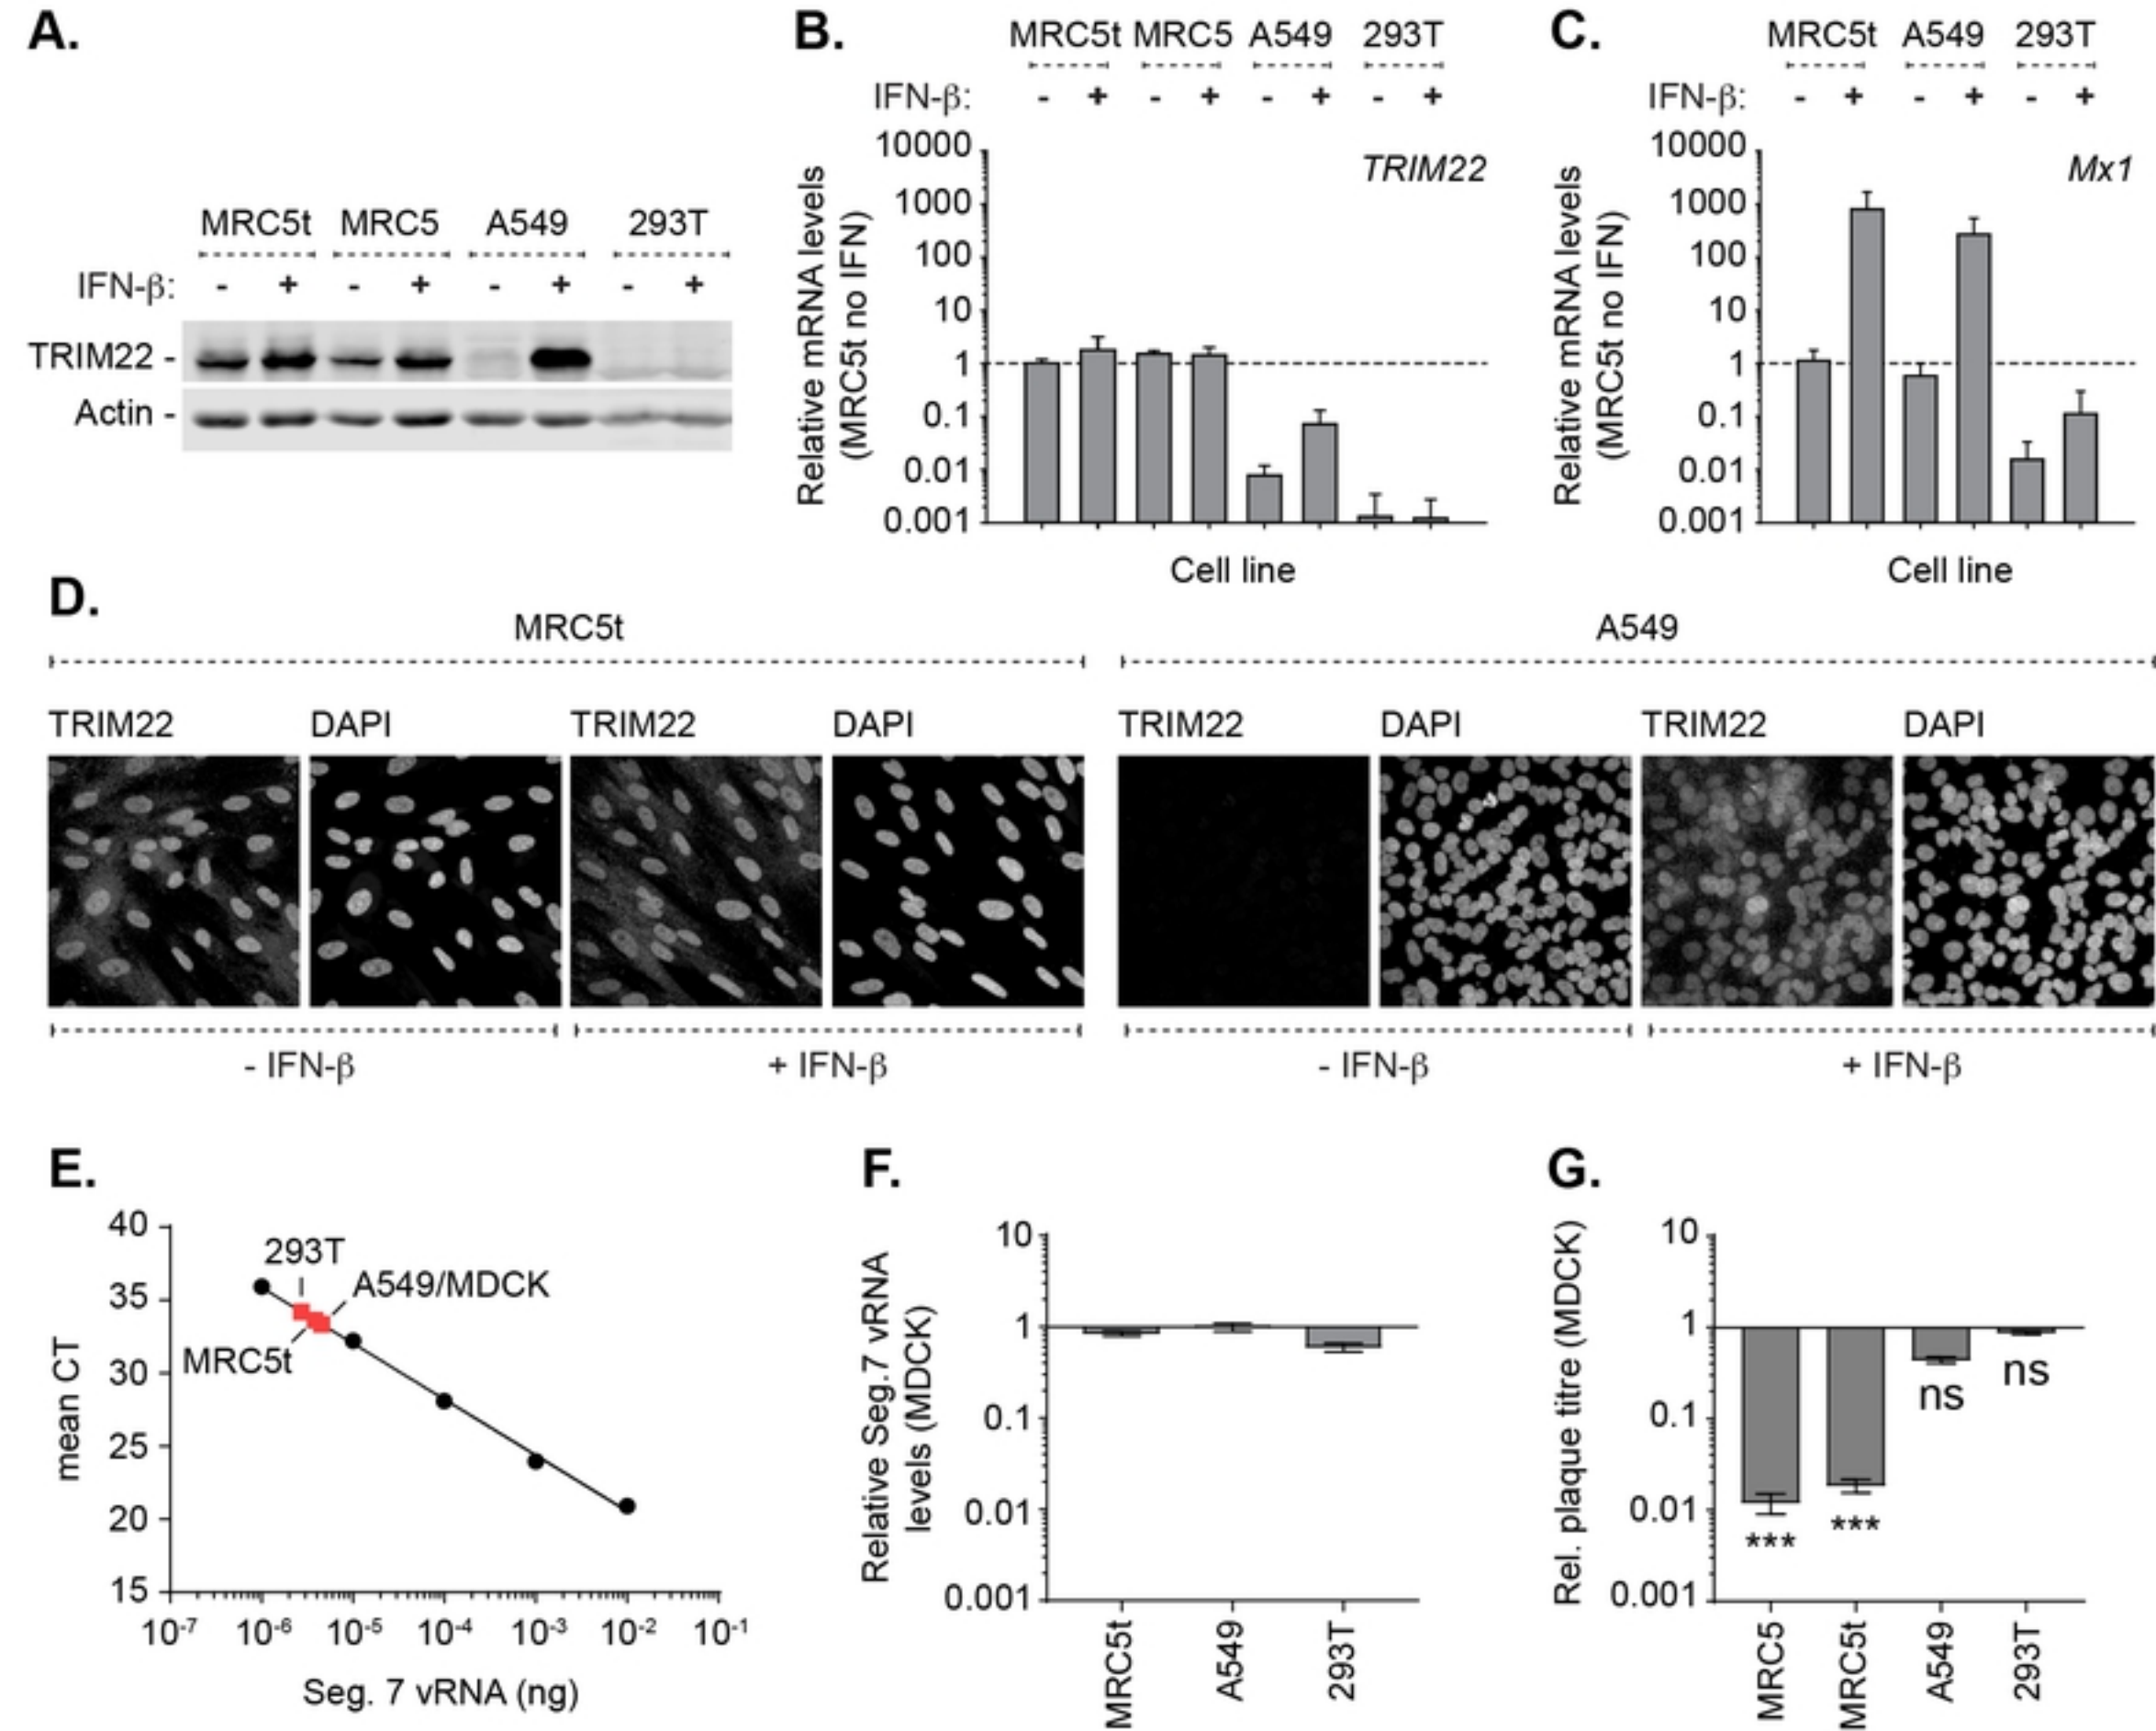 A.
MRC5t MRC5 A549 293T
IFN-β: - + - + - + - +
TRIM22 -
Actin -
B.
MRC5t MRC5 A549 293T
IFN-β: - + - + - + - +
TRIM22
Relative mRNA levels
(MRC5t no IFN)
10000
1000
100
10
1
0.1
0.01
0.001
Cell line
C.
MRC5t A549 293T
IFN-β: - + - + - +
Mx1
Relative mRNA levels
(MRC5t no IFN)
10000
1000
100
10
1
0.1
0.01
0.001
Cell line
D.
MRC5t A549
TRIM22 DAPI TRIM22 DAPI TRIM22 DAPI TRIM22 DAPI
- IFN-β + IFN-β - IFN-β + IFN-β
E.
mean CT
40
35
30
25
20
15
293T
A549/MDCK
MRC5t
10-7 10-6 10-5 10-4 10-3 10-2 10-1
Seg. 7 vRNA (ng)
F.
Relative Seg.7 vRNA
levels (MDCK)
10
1
0.1
0.01
0.001
MRC5t
A549
293T
G.
Rel. plaque titre (MDCK)
10
1
0.1
0.01
0.001
*** *** ns ns
MRC5
MRC5t
A549
293T